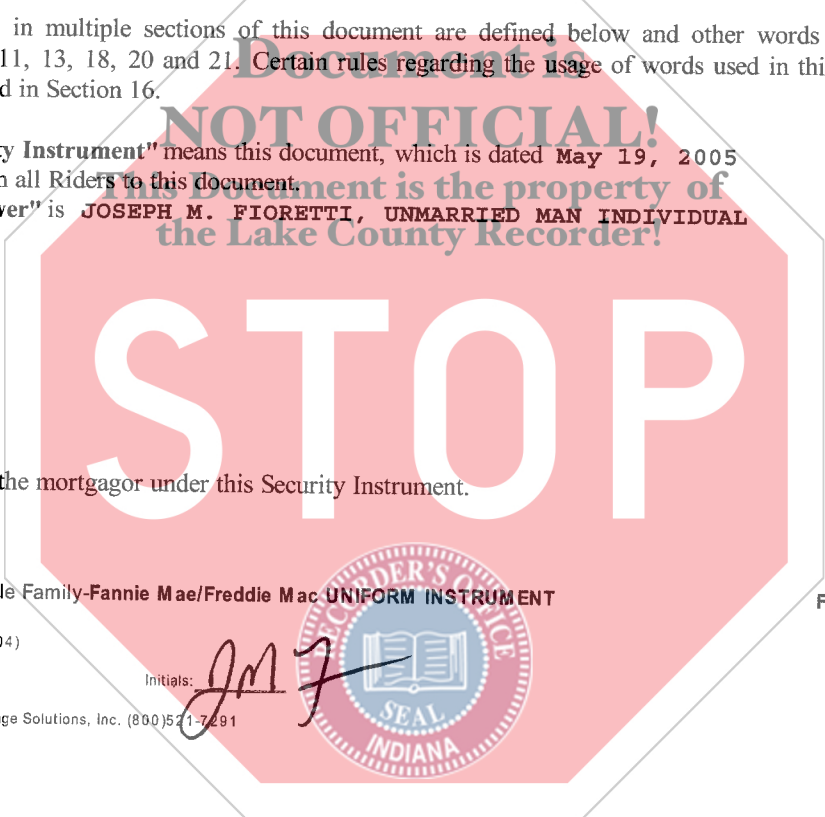 in multiple sections of this document are defined below and other words
11, 13, 18, 20 and 21. Certain rules regarding the usage of words used in thi
d in Section 16.
Document is
NOT OFFICIAL!
This Document is the property of
the Lake County Recorder!
y Instrument" means this document, which is dated May 19, 2005
n all Riders to this document.
ver" is JOSEPH M. FIORETTI, UNMARRIED MAN INDIVIDUAL
STOP
the mortgagor under this Security Instrument.
le Family-Fannie Mae/Freddie Mac UNIFORM INSTRUMENT
F
04)
Initials: JMF
ge Solutions, Inc. (800)521-7291
RECORDER'S OFFICE
SEAL
INDIANA